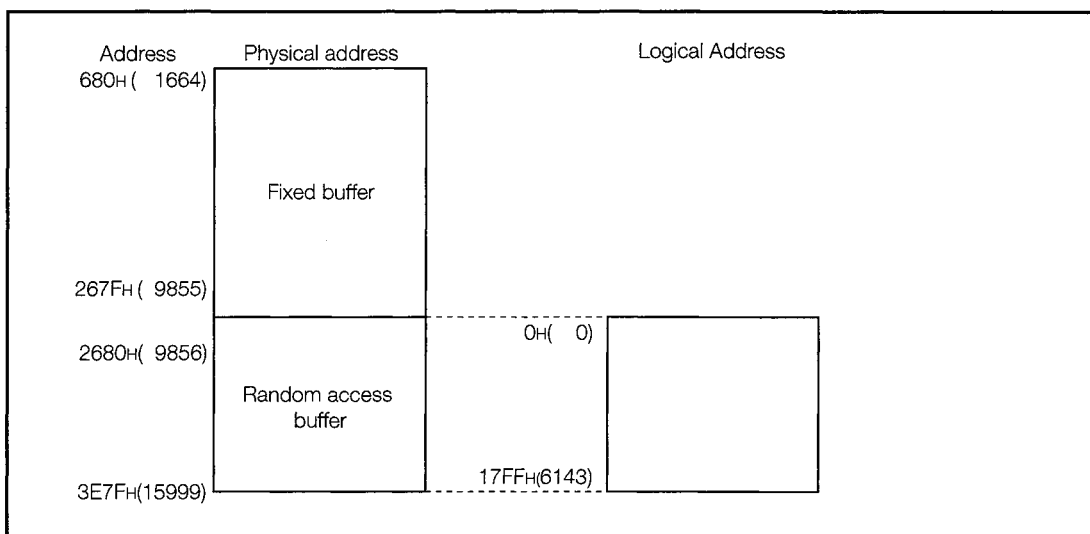 Address Physical address Logical Address
680H ( 1664)
Fixed buffer
267FH ( 9855)
0H( 0)
2680H( 9856)
Random access
buffer
17FFH(6143)
3E7FH(15999)